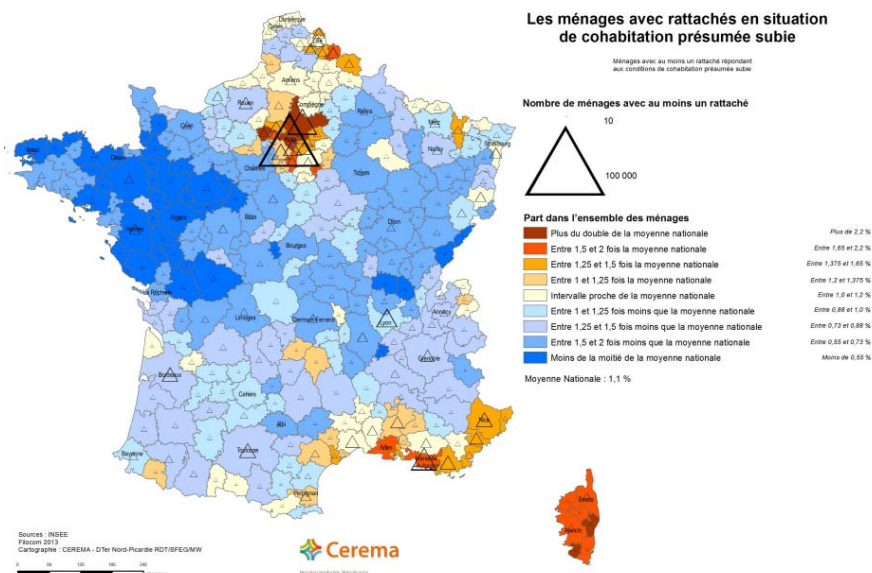 Les ménages avec rattachés en situation
de cohabitation présumée subie
Ménages avec au moins un rattaché répondant
aux conditions de cohabitation présumée subie
Nombre de ménages avec au moins un rattaché
10
100 000
Part dans l'ensemble des ménages
Plus du double de la moyenne nationale Plus de 2,2 %
Entre 1,5 et 2 fois la moyenne nationale Entre 1,65 et 2,2 %
Entre 1,25 et 1,5 fois la moyenne nationale Entre 1,375 et 1,65 %
Entre 1 et 1,25 fois la moyenne nationale Entre 1,2 et 1,375 %
Intervalle proche de la moyenne nationale Entre 1,0 et 1,2 %
Entre 1 et 1,25 fois moins que la moyenne nationale Entre 0,88 et 1,0 %
Entre 1,25 et 1,5 fois moins que la moyenne nationale Entre 0,73 et 0,88 %
Entre 1,5 et 2 fois moins que la moyenne nationale Entre 0,55 et 0,73 %
Moins de la moitié de la moyenne nationale Moins de 0,55 %
Moyenne Nationale : 1,1 %
Dunkerque
Calais
Lille
Amiens
Rouen
Compiègne
Reims
Caen
Metz
Nancy
Strasbourg
Brest
Dinan
Chartres
Troyes
Nantes
Angers
Blois
Dijon
Bourges
La Rochelle
Limoges
Clermont-Ferrand
Lyon
Annecy
Grenoble
Bordeaux
Cahors
Albi
Nice
Bayonne
Toulouse
Arles
Perpignan
Bastia
Ajaccio
Sources : INSEE
Filocom 2013
Cartographie : CEREMA - DTer Nord-Picardie RDT/SFEG/MW
Cerema
0 60 120 180 240